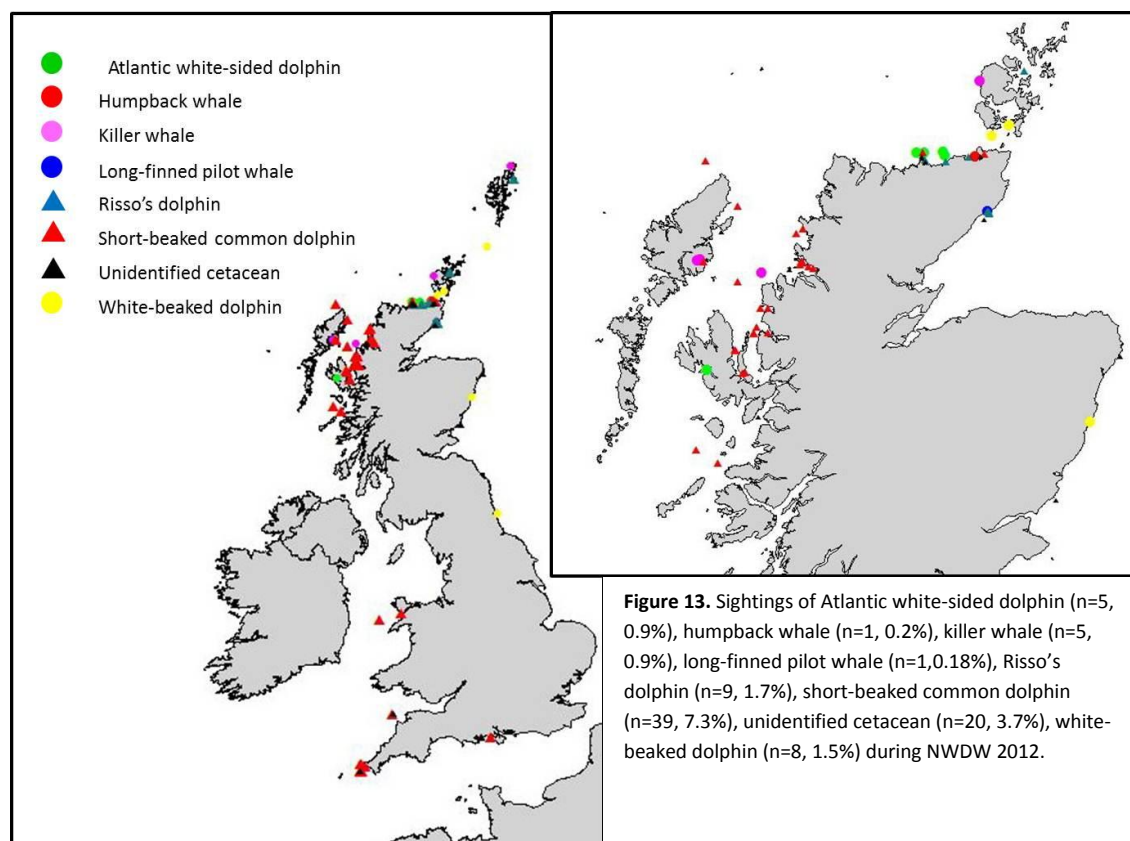 Atlantic white-sided dolphin
Humpback whale
Killer whale
Long-finned pilot whale
Risso's dolphin
Short-beaked common dolphin
Unidentified cetacean
White-beaked dolphin
Figure 13. Sightings of Atlantic white-sided dolphin (n=5,
0.9%), humpback whale (n=1, 0.2%), killer whale (n=5,
0.9%), long-finned pilot whale (n=1,0.18%), Risso's
dolphin (n=9, 1.7%), short-beaked common dolphin
(n=39, 7.3%), unidentified cetacean (n=20, 3.7%), white-
beaked dolphin (n=8, 1.5%) during NWDW 2012.